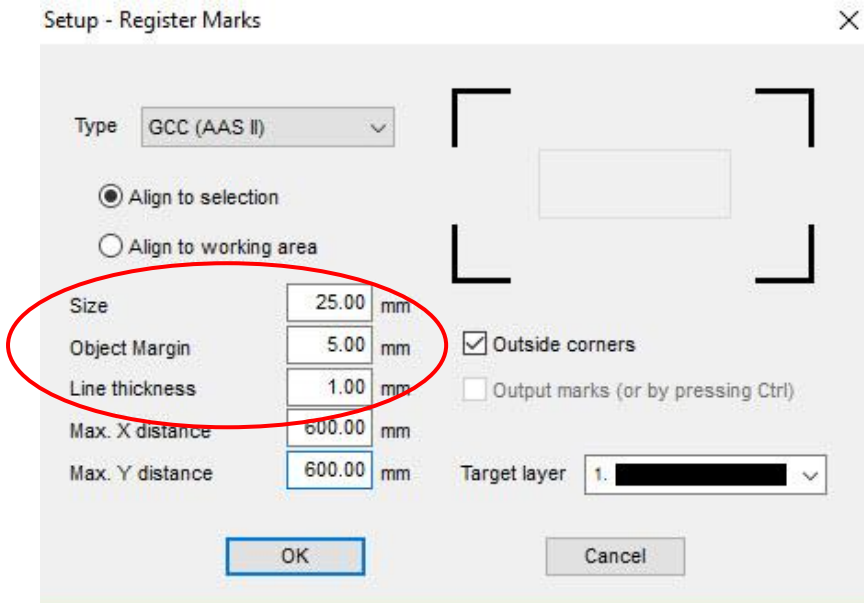 Setup - Register Marks
Type GCC (AAS II)
Align to selection
Align to working area
Size 25.00 mm
Object Margin 5.00 mm
Outside corners
Line thickness 1.00 mm
Output marks (or by pressing Ctrl)
Max. X distance 600.00 mm
Max. Y distance 600.00 mm
Target layer 1.
OK Cancel